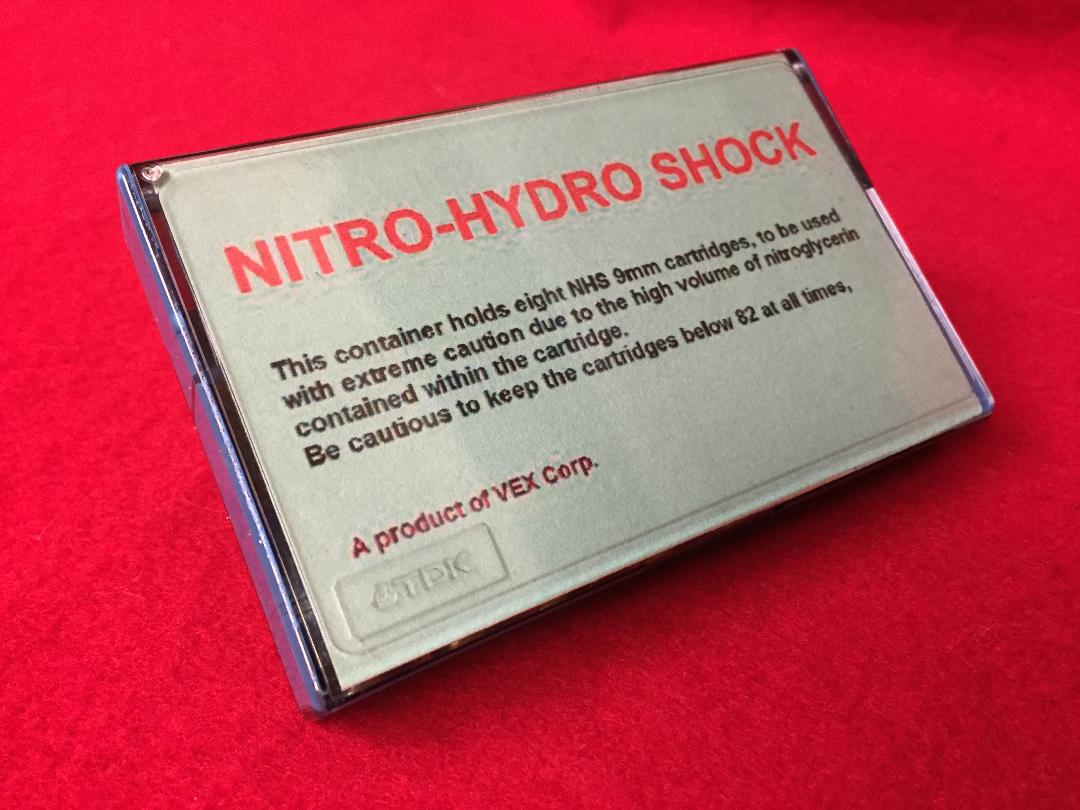 NITRO-HYDRO SHOCK
This container holds eight NHS 9mm cartridges, to be used
with extreme caution due to the high volume of nitroglycerin
contained within the cartridge.
Be cautious to keep the cartridges below 82 at all times,
A product of VEX Corp.
TDK